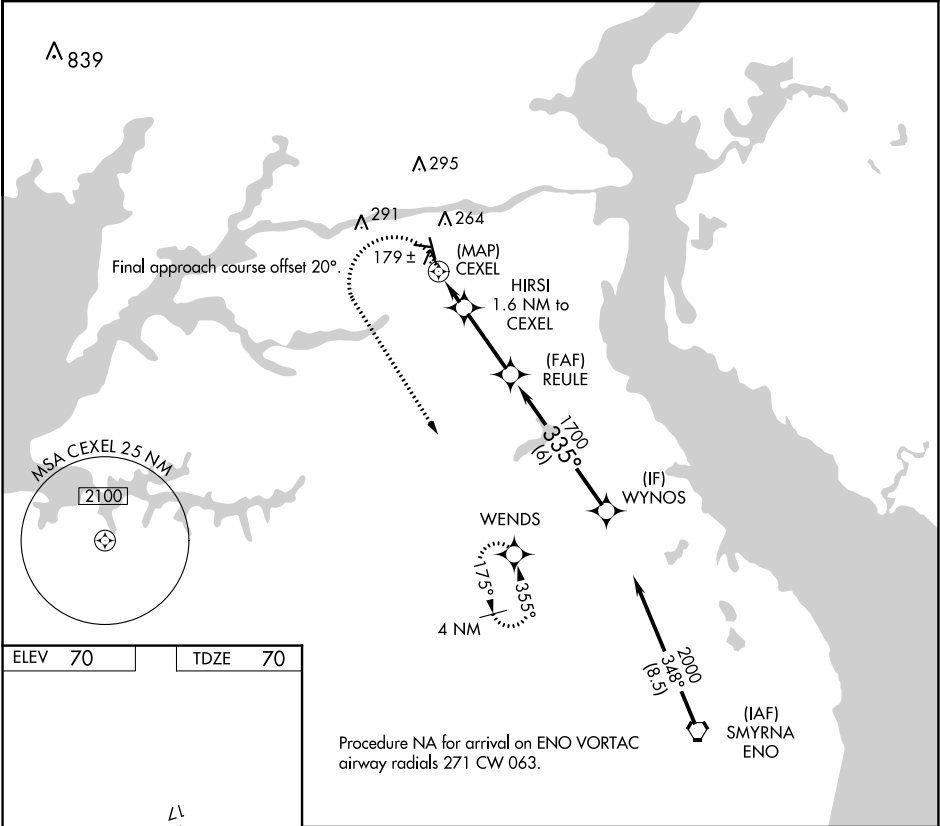 839
295
291
264
179 ±
(MAP)
CEXEL
Final approach course offset 20°.
HIRSI
1.6 NM to
CEXEL
(FAF)
REULE
1700
335°
(6)
(IF)
WYNOS
MSA CEXEL 25 NM
2100
WENDS
175°
355°
4 NM
2000
348°
(8.5)
(IAF)
SMYRNA
ENO
Procedure NA for arrival on ENO VORTAC
airway radials 271 CW 063.
ELEV 70
TDZE 70
17